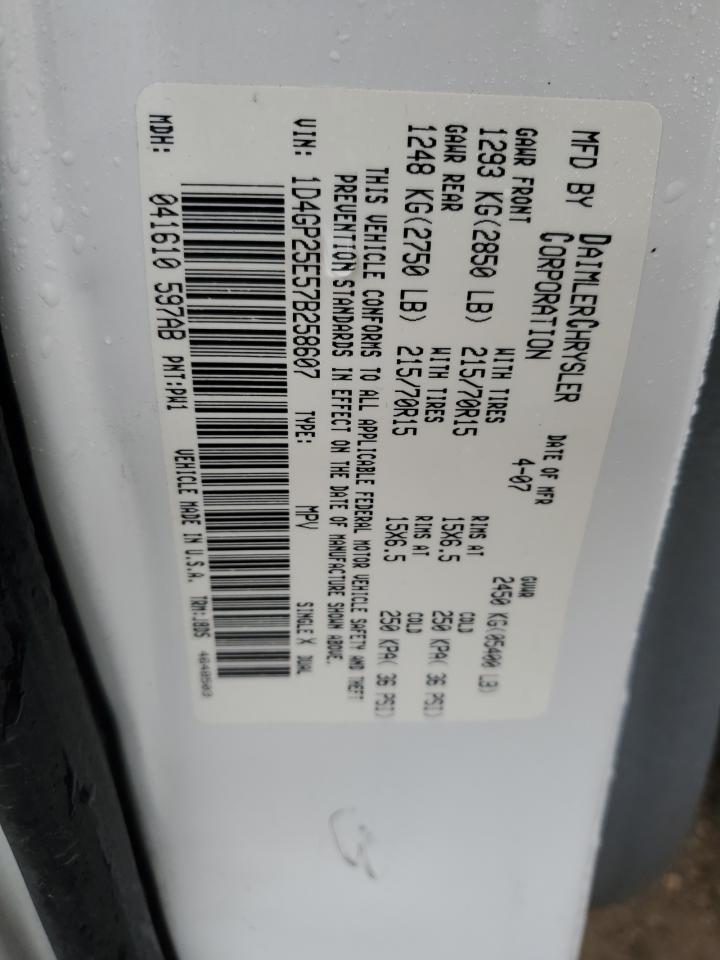 MFD BY DAIMLERCHRYSLER CORPORATION
DATE OF MFR 4-07
GVWR 2450 KG(05400 LB)
GAWR FRONT WITH TIRES RIMS AT COLD
1293 KG(2850 LB) 215/70R15 15X6.5 250 KPA( 36 PSI)
GAWR REAR WITH TIRES RIMS AT COLD
1248 KG(2750 LB) 215/70R15 15X6.5 250 KPA( 36 PSI)
THIS VEHICLE CONFORMS TO ALL APPLICABLE FEDERAL MOTOR VEHICLE SAFETY AND THEFT
PREVENTION STANDARDS IN EFFECT ON THE DATE OF MANUFACTURE SHOWN ABOVE.
VIN: 1D4GP25E57B258607 TYPE: MPV SINGLE X DUAL
MDH: 041610 597AB PNT:PW1 VEHICLE MADE IN U.S.A. TRM:J8DS